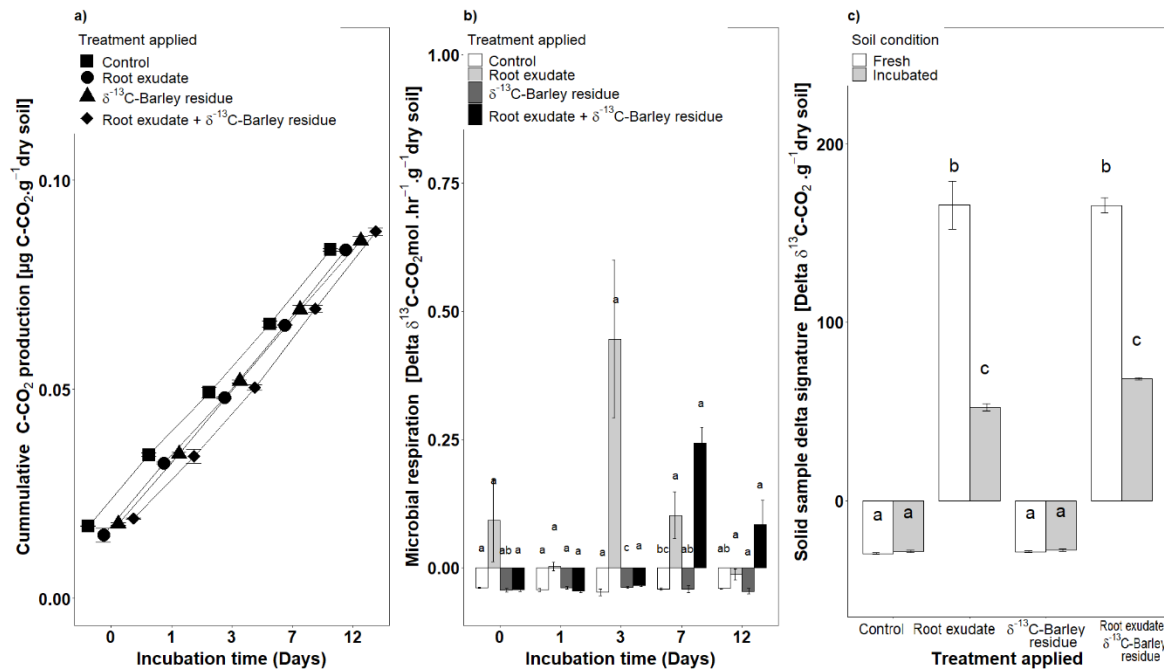 a)
Treatment applied
Control
Root exudate
δ⁻¹³C-Barley residue
Root exudate + δ⁻¹³C-Barley residue
Cummulative C-CO₂ production [µg C-CO₂.g⁻¹dry soil]
0.10
0.05
0.00
0 1 3 7 12
Incubation time (Days)
b)
Treatment applied
Control
Root exudate
δ⁻¹³C-Barley residue
Root exudate + δ⁻¹³C-Barley residue
Microbial respiration [Delta δ¹³C-CO₂mol .hr⁻¹.g⁻¹dry soil]
1.00
0.75
0.50
0.25
0.00
a a ab a
a a a a
a a c a
bc a ab a
ab a a a
0 1 3 7 12
Incubation time (Days)
c)
Soil condition
Fresh
Incubated
Solid sample delta signature [Delta δ¹³C-CO₂ .g⁻¹dry soil]
200
100
0
a a b c a a b c
Control Root exudate δ⁻¹³C-Barley residue Root exudate δ⁻¹³C-Barley residue
Treatment applied